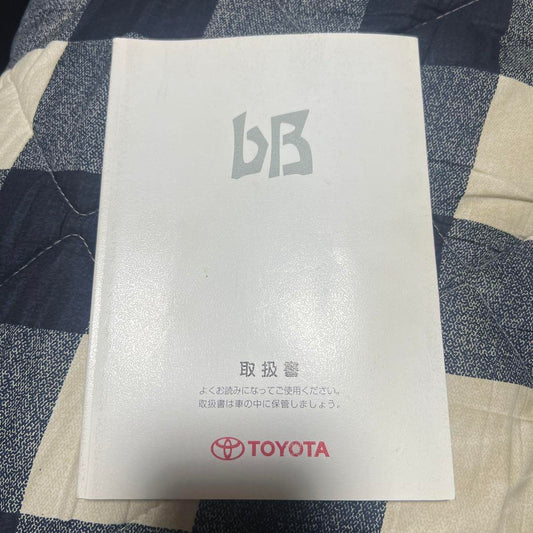 bB
取扱書
よくお読みになってご使用ください。
取扱書は車の中に保管しましょう。
TOYOTA